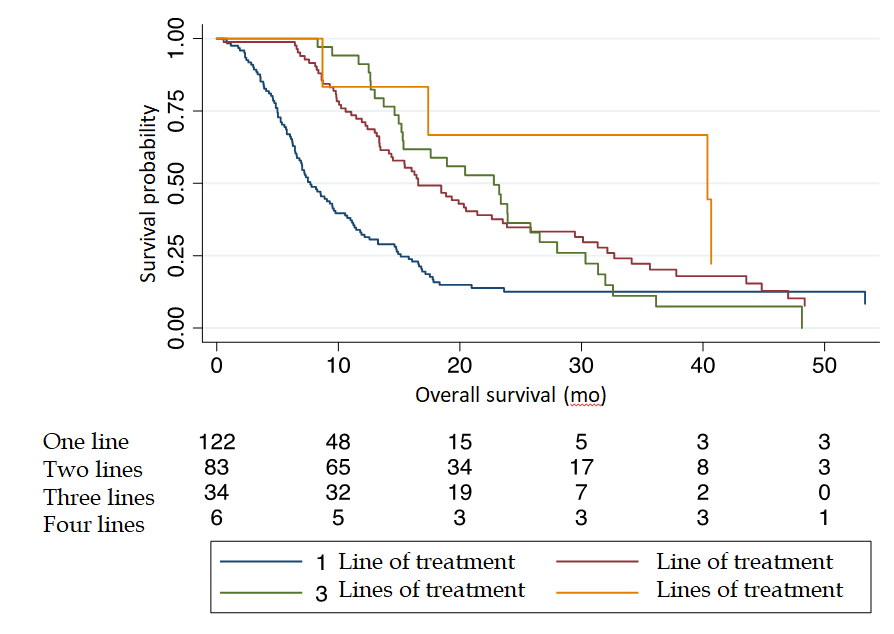 1.00
0.75
0.50
0.25
0.00
Survival probability
0 10 20 30 40 50
Overall survival (mo)
One line 122 48 15 5 3 3
Two lines 83 65 34 17 8 3
Three lines 34 32 19 7 2 0
Four lines 6 5 3 3 3 1
1 Line of treatment Line of treatment
3 Lines of treatment Lines of treatment